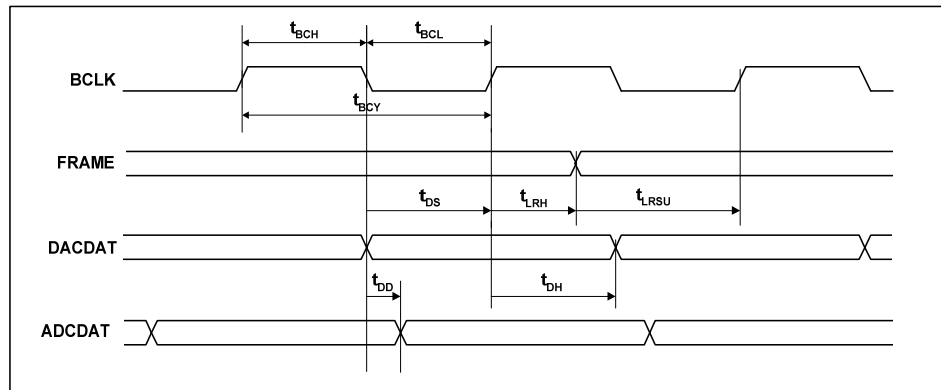 tBCH tBCL
BCLK
tBCY
FRAME
tDS tLRH tLRSU
DACDAT
tDD tDH
ADCDAT